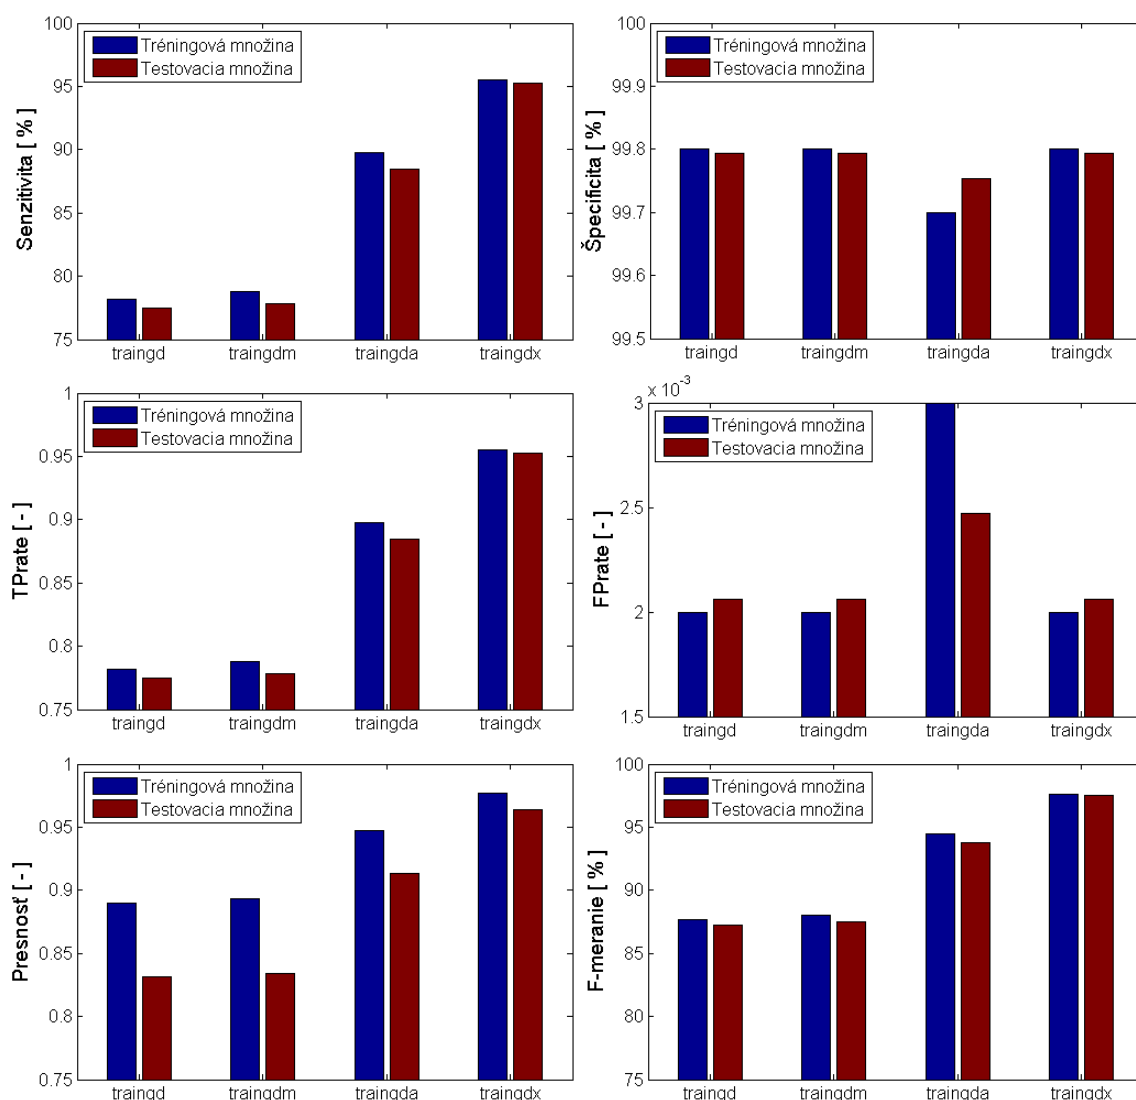 100
95
90
85
80
75
Senzitivita [ % ]
Tréningová množina
Testovacia množina
traingd traingdm traingda traingdx
100
99.9
99.8
99.7
99.6
99.5
Špecificita [ % ]
Tréningová množina
Testovacia množina
traingd traingdm traingda traingdx
1
0.95
0.9
0.85
0.8
0.75
TPrate [ - ]
Tréningová množina
Testovacia množina
traingd traingdm traingda traingdx
x 10⁻³
3
2.5
2
1.5
FPrate [ - ]
Tréningová množina
Testovacia množina
traingd traingdm traingda traingdx
1
0.95
0.9
0.85
0.8
0.75
Presnosť [ - ]
Tréningová množina
Testovacia množina
traingd traingdm traingda traingdx
100
95
90
85
80
75
F-meranie [ % ]
Tréningová množina
Testovacia množina
traingd traingdm traingda traingdx